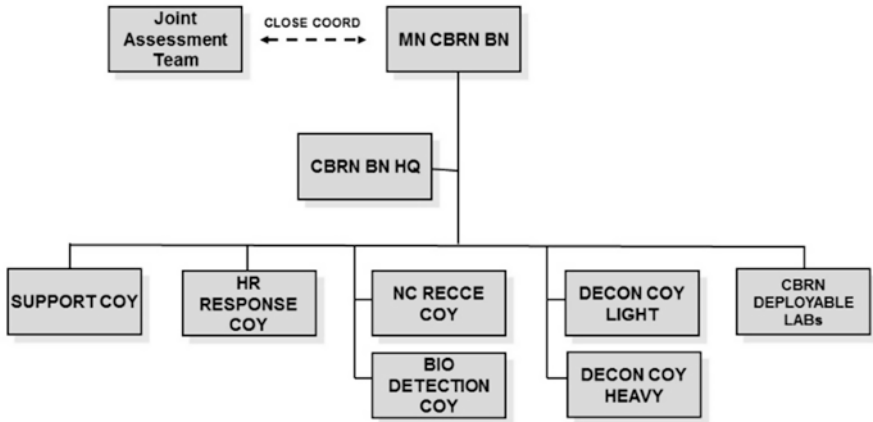 Joint
Assessment
Team
CLOSE COORD
MN CBRN BN
CBRN BN HQ
SUPPORT COY
HR
RESPONSE
COY
NC RECCE
COY
DECON COY
LIGHT
CBRN
DEPLOYABLE
LABs
BIO
DETECTION
COY
DECON COY
HEAVY